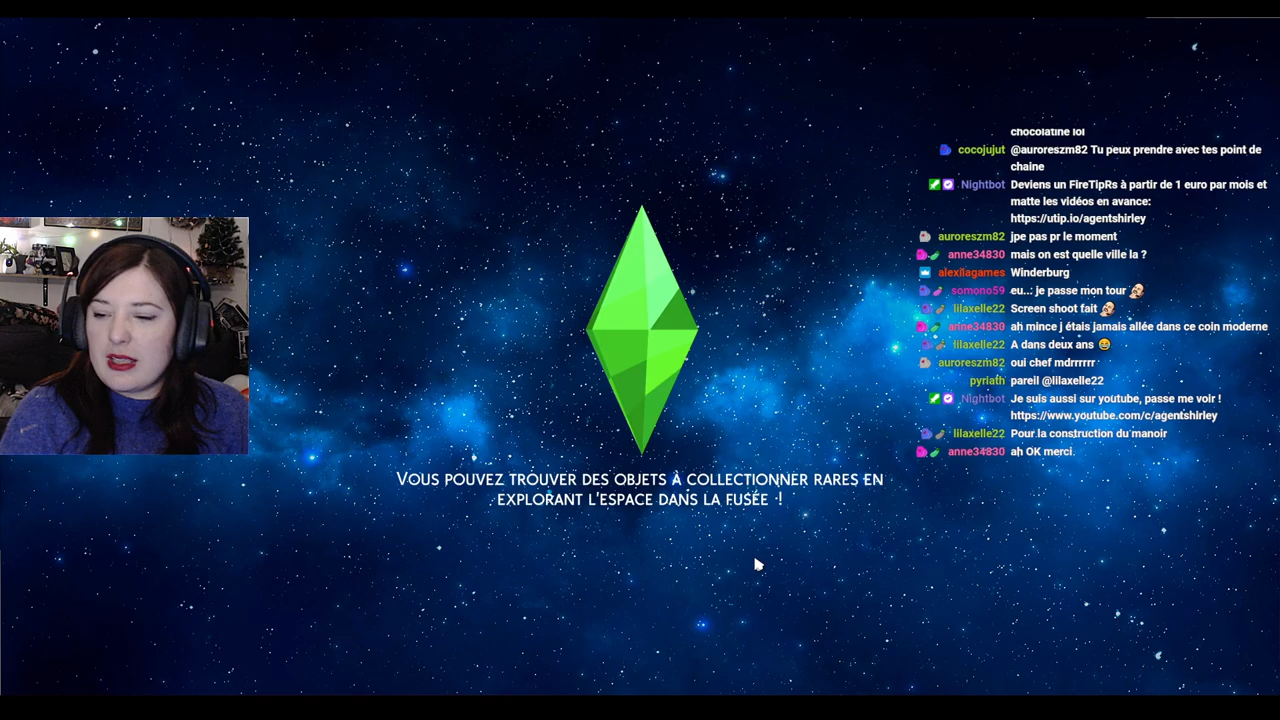 chocolatine lol
cocojujut @auroreszm82 Tu peux prendre avec tes point de
chaine
Nightbot Deviens un FireTipRs à partir de 1 euro par mois et
matte les vidéos en avance:
https://utip.io/agentshirley
auroreszm82 jpe pas pr le moment
anne34830 mais on est quelle ville la ?
alexilagames Winderburg
somono59 eu..: je passe mon tour
lilaxelle22 Screen shoot fait
anne34830 ah mince j étais jamais allée dans ce coin moderne
lilaxelle22 A dans deux ans
auroreszm82 oui chef mdrrrrrr
pyriath pareil @lilaxelle22
Nightbot Je suis aussi sur youtube, passe me voir !
https://www.youtube.com/c/agentshirley
lilaxelle22 Pour la construction du manoir
anne34830 ah OK merci
Vous pouvez trouver des objets à collectionner rares en
explorant l'espace dans la fusée !